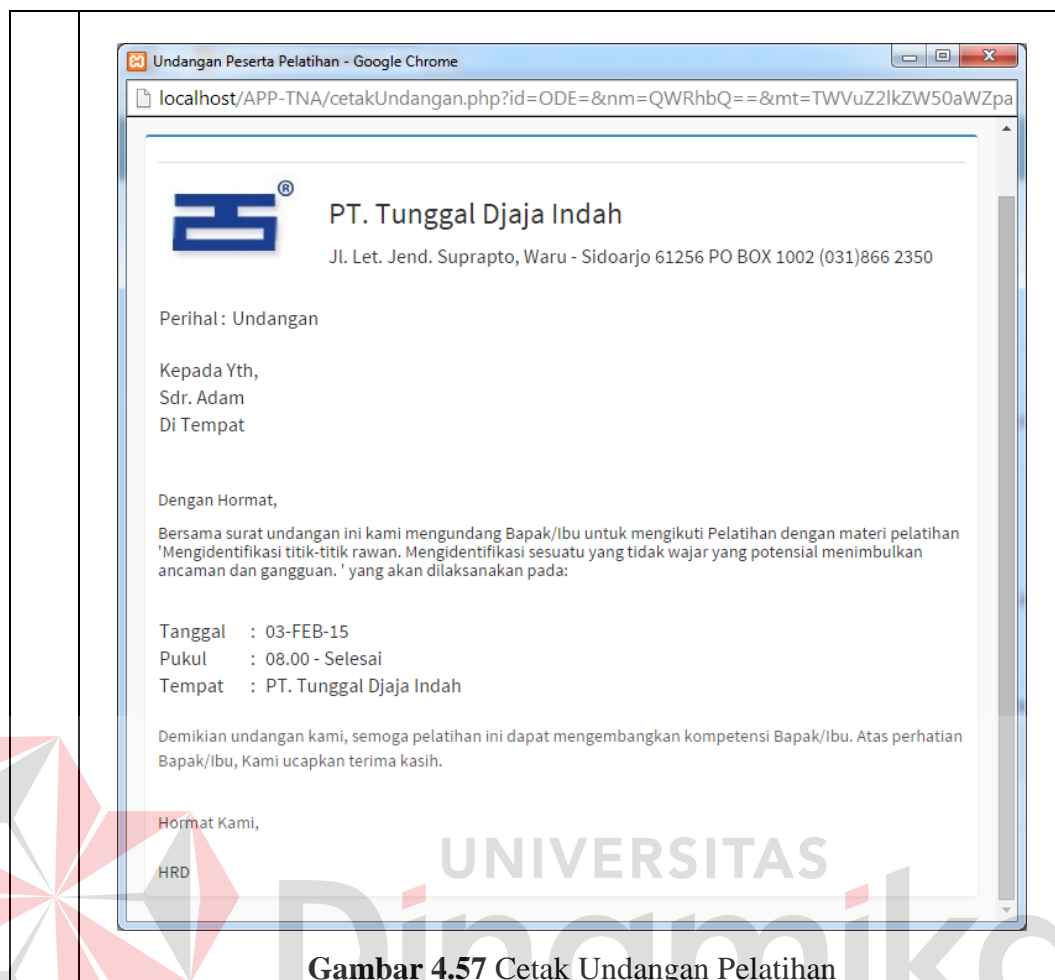 Undangan Peserta Pelatihan - Google Chrome
localhost/APP-TNA/cetakUndangan.php?id=ODE=&nm=QWRhbQ==&mt=TWVuZ2lkZW50aWZpa
®
PT. Tunggal Djaja Indah
Jl. Let. Jend. Suprapto, Waru - Sidoarjo 61256 PO BOX 1002 (031)866 2350
Perihal : Undangan
Kepada Yth,
Sdr. Adam
Di Tempat
Dengan Hormat,
Bersama surat undangan ini kami mengundang Bapak/Ibu untuk mengikuti Pelatihan dengan materi pelatihan
'Mengidentifikasi titik-titik rawan. Mengidentifikasi sesuatu yang tidak wajar yang potensial menimbulkan
ancaman dan gangguan. ' yang akan dilaksanakan pada:
Tanggal : 03-FEB-15
Pukul : 08.00 - Selesai
Tempat : PT. Tunggal Djaja Indah
Demikian undangan kami, semoga pelatihan ini dapat mengembangkan kompetensi Bapak/Ibu. Atas perhatian
Bapak/Ibu, Kami ucapkan terima kasih.
Hormat Kami,
HRD
UNIVERSITAS
Dinamika
Gambar 4.57 Cetak Undangan Pelatihan